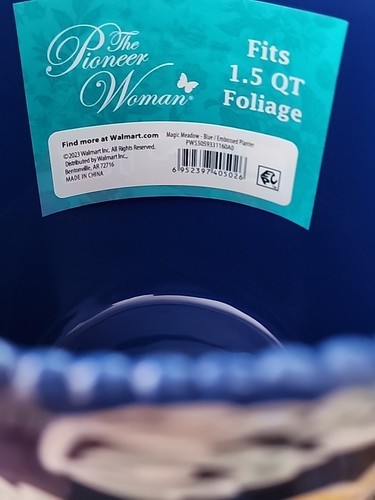 The
Pioneer
Woman®
Fits
1.5 QT
Foliage
Find more at Walmart.com
©2023 Walmart Inc. All Rights Reserved.
Distributed by Walmart Inc.,
Bentonville, AR 72716
MADE IN CHINA
Magic Meadow - Blue / Embossed Planter
PWS5059331160A0
6 952397 405026